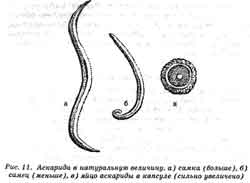 а
б
в
Рис. 11. Аскарида в натуральную величину. а) самка (больше), б)
самец (меньше), в) яйцо аскариды в капсуле (сильно увеличено)